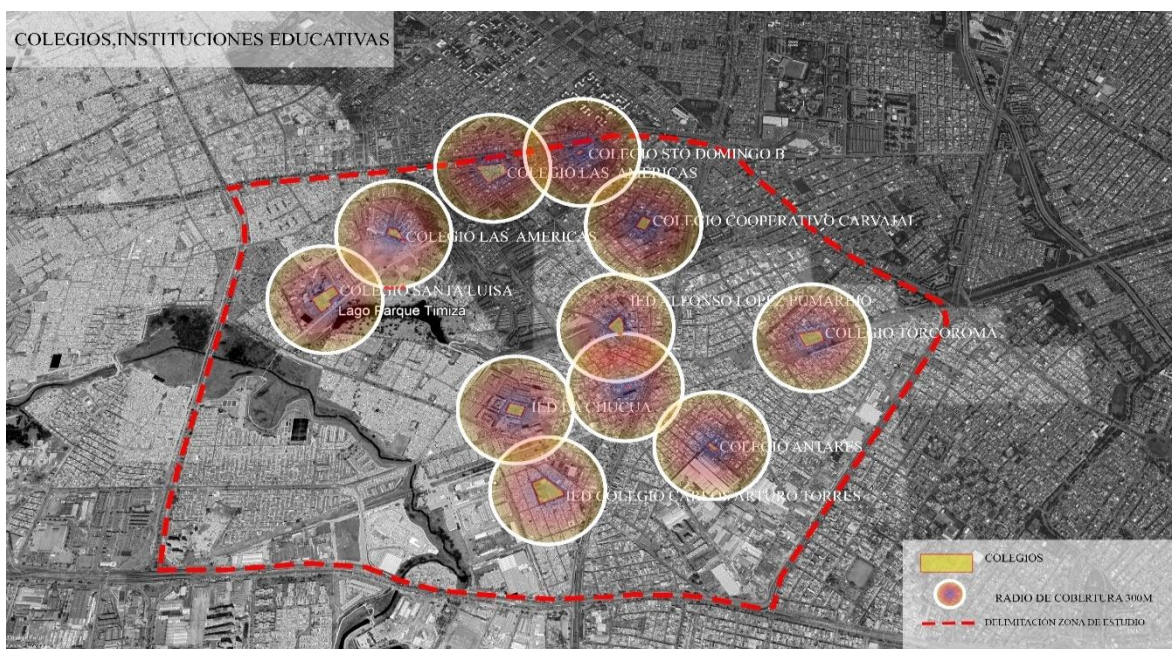 COLEGIOS,INSTITUCIONES EDUCATIVAS
COLEGIO STO DOMINGO B
COLEGIO LAS AMÉRICAS
COLEGIO COOPERATIVO CARVAJAL
COLEGIO LAS AMERICAS
COLEGIO SANTA LUISA
Lago Parque Timiza
IED ALFONSO LOPEZ PUMAREJO
COLEGIO TORCOROMA
IED LA CHUCUA
COLEGIO ANTARES
IED COLEGIO CARLOS ARTURO TORRES
COLEGIOS
RADIO DE COBERTURA 300M
DELIMITACIÓN ZONA DE ESTUDIO